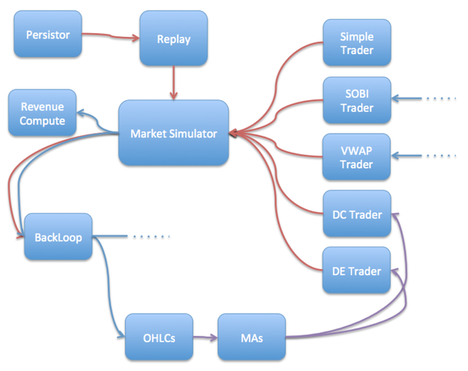 Persistor
Replay
Simple
Trader
Revenue
Compute
Market Simulator
SOBI
Trader
VWAP
Trader
BackLoop
DC Trader
DE Trader
OHLCs
MAs